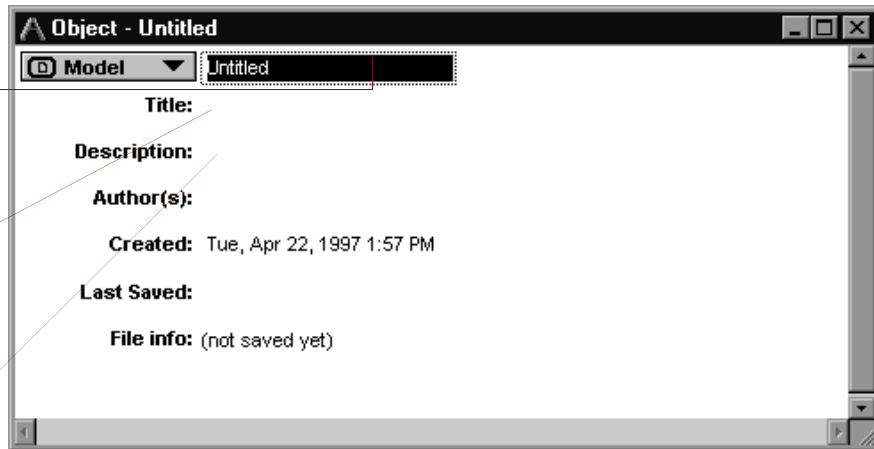 Object - Untitled
Model Untitled
Title:
Description:
Author(s):
Created: Tue, Apr 22, 1997 1:57 PM
Last Saved:
File info: (not saved yet)